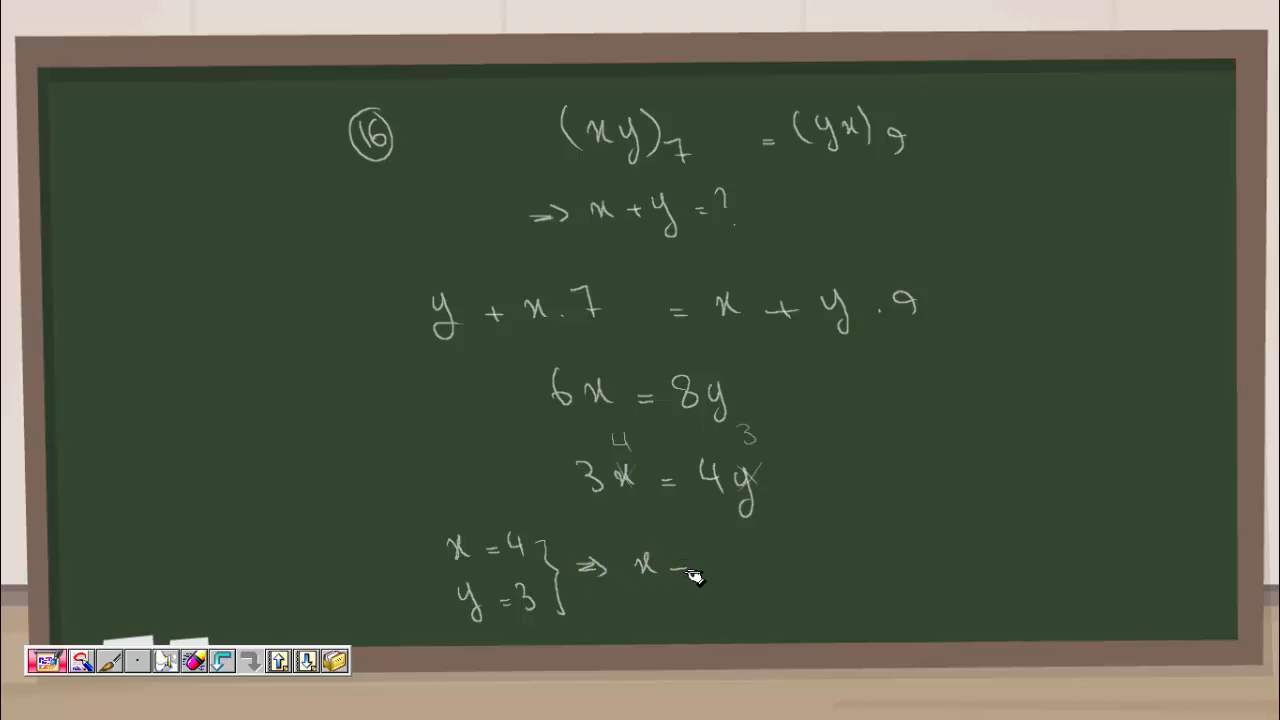 16 (xy)7 = (yx)9
=> x + y = ?
y + x . 7 = x + y . 9
6x = 8y
4 3
3x = 4y
x = 4
y = 3 } => x -